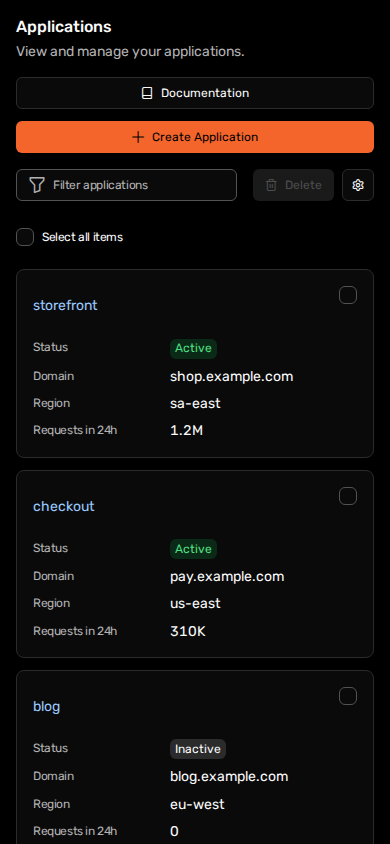 Applications
View and manage your applications.
Documentation
Create Application
Filter applications Delete
Select all items
storefront
Status Active
Domain shop.example.com
Region sa-east
Requests in 24h 1.2M
checkout
Status Active
Domain pay.example.com
Region us-east
Requests in 24h 310K
blog
Status Inactive
Domain blog.example.com
Region eu-west
Requests in 24h 0